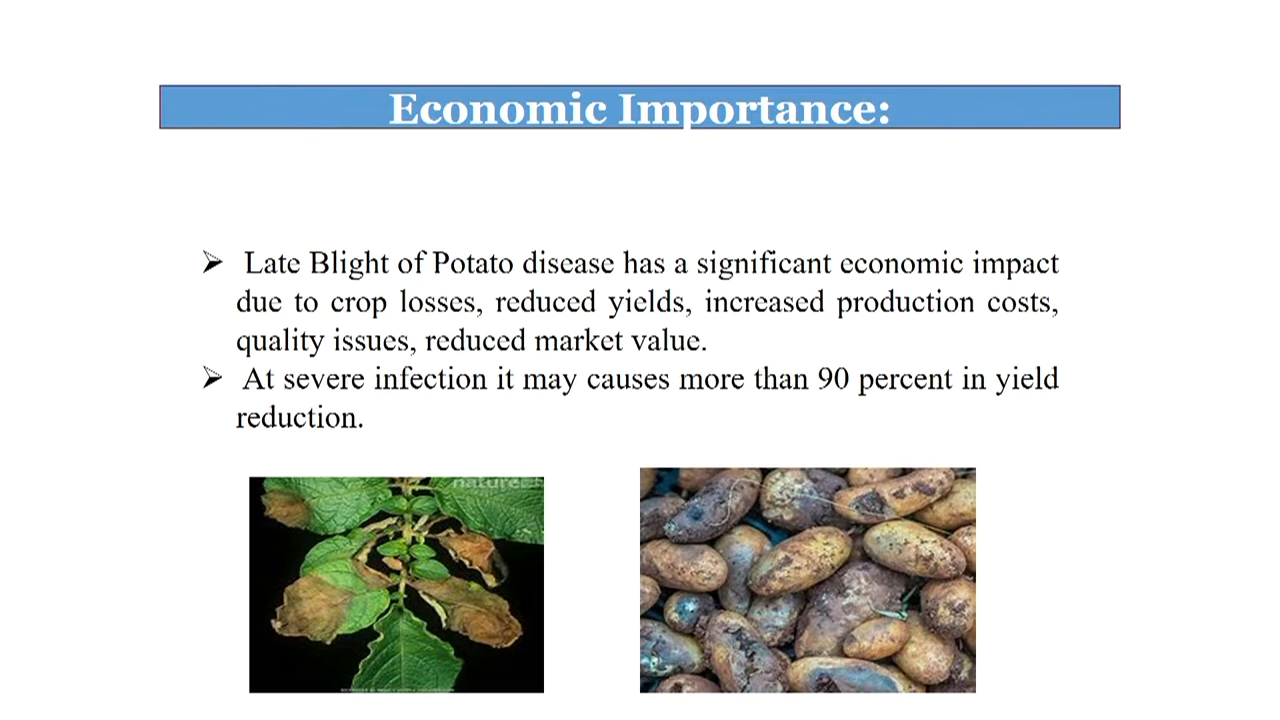 Economic Importance:
➢ Late Blight of Potato disease has a significant economic impact
due to crop losses, reduced yields, increased production costs,
quality issues, reduced market value.
➢ At severe infection it may causes more than 90 percent in yield
reduction.